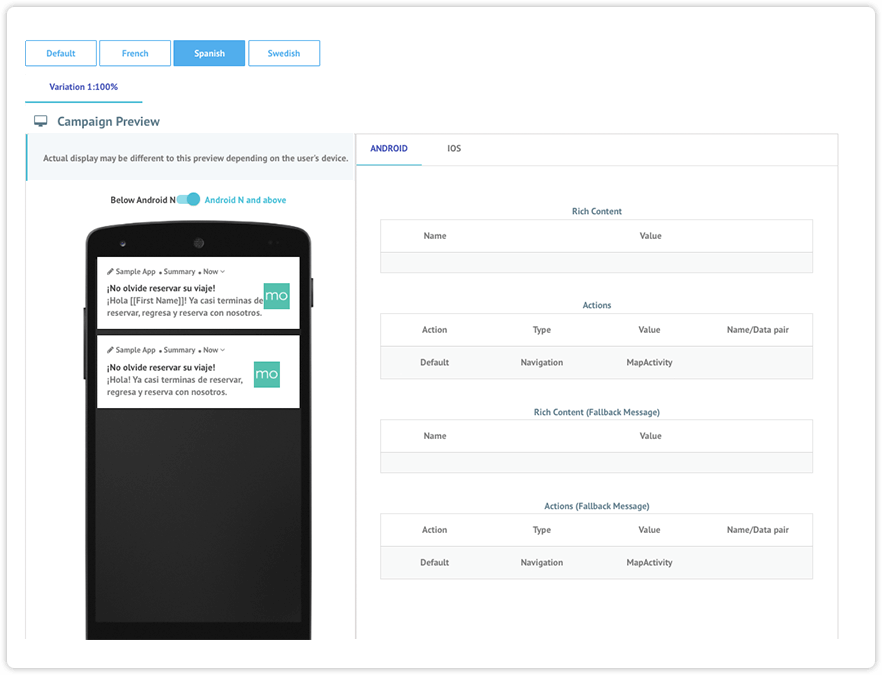 Default French Spanish Swedish
Variation 1:100%
Campaign Preview
Actual display may be different to this preview depending on the user's device.
Below Android N Android N and above
Sample App • Summary • Now
¡No olvide reservar su viaje!
¡Hola [[First Name]]! Ya casi terminas de
reservar, regresa y reserva con nosotros.
mo
Sample App • Summary • Now
¡No olvide reservar su viaje!
¡Hola! Ya casi terminas de reservar,
regresa y reserva con nosotros.
mo
ANDROID IOS
Rich Content
Name Value
Actions
Action Type Value Name/Data pair
Default Navigation MapActivity
Rich Content (Fallback Message)
Name Value
Actions (Fallback Message)
Action Type Value Name/Data pair
Default Navigation MapActivity